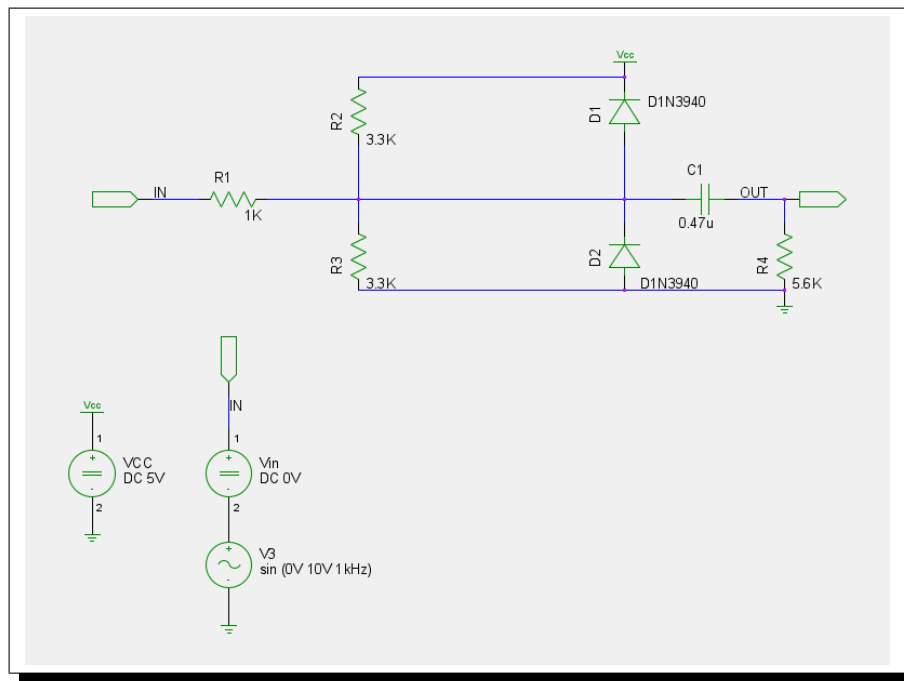 Vcc
D1N3940
D1
R2
3.3K
R1
IN
1K
C1
OUT
0.47u
R3
3.3K
D2
D1N3940
R4
5.6K
IN
Vcc
1
VCC
DC 5V
2
1
Vin
DC 0V
2
V3
sin (0V 10V 1kHz)